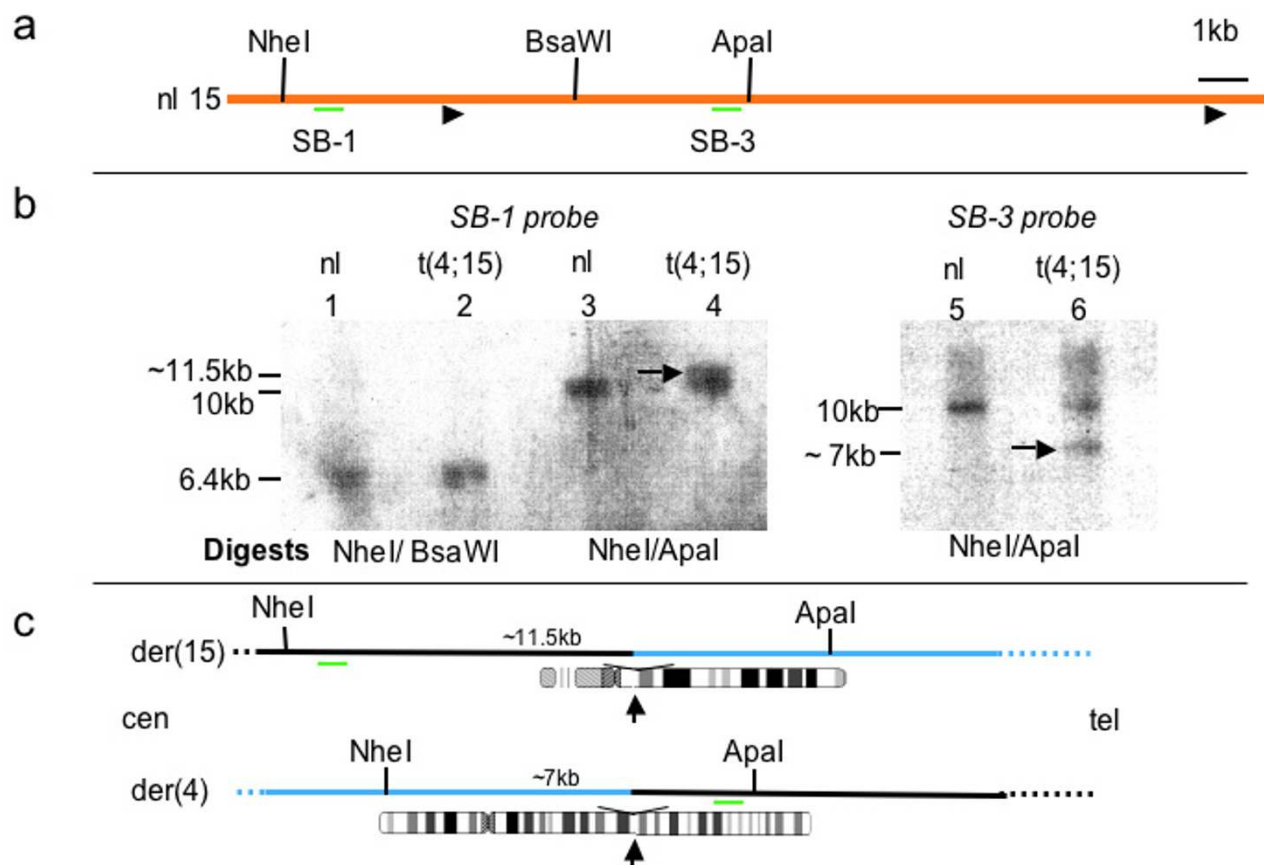 a
NheI BsaWI ApaI 1kb
nl 15
SB-1 SB-3
b
SB-1 probe SB-3 probe
nl t(4;15) nl t(4;15) nl t(4;15)
1 2 3 4 5 6
~11.5kb
10kb 10kb
~ 7kb
6.4kb
Digests NheI/ BsaWI NheI/ApaI NheI/ApaI
c
NheI ApaI
der(15) ~11.5kb
cen tel
NheI ApaI
der(4) ~7kb